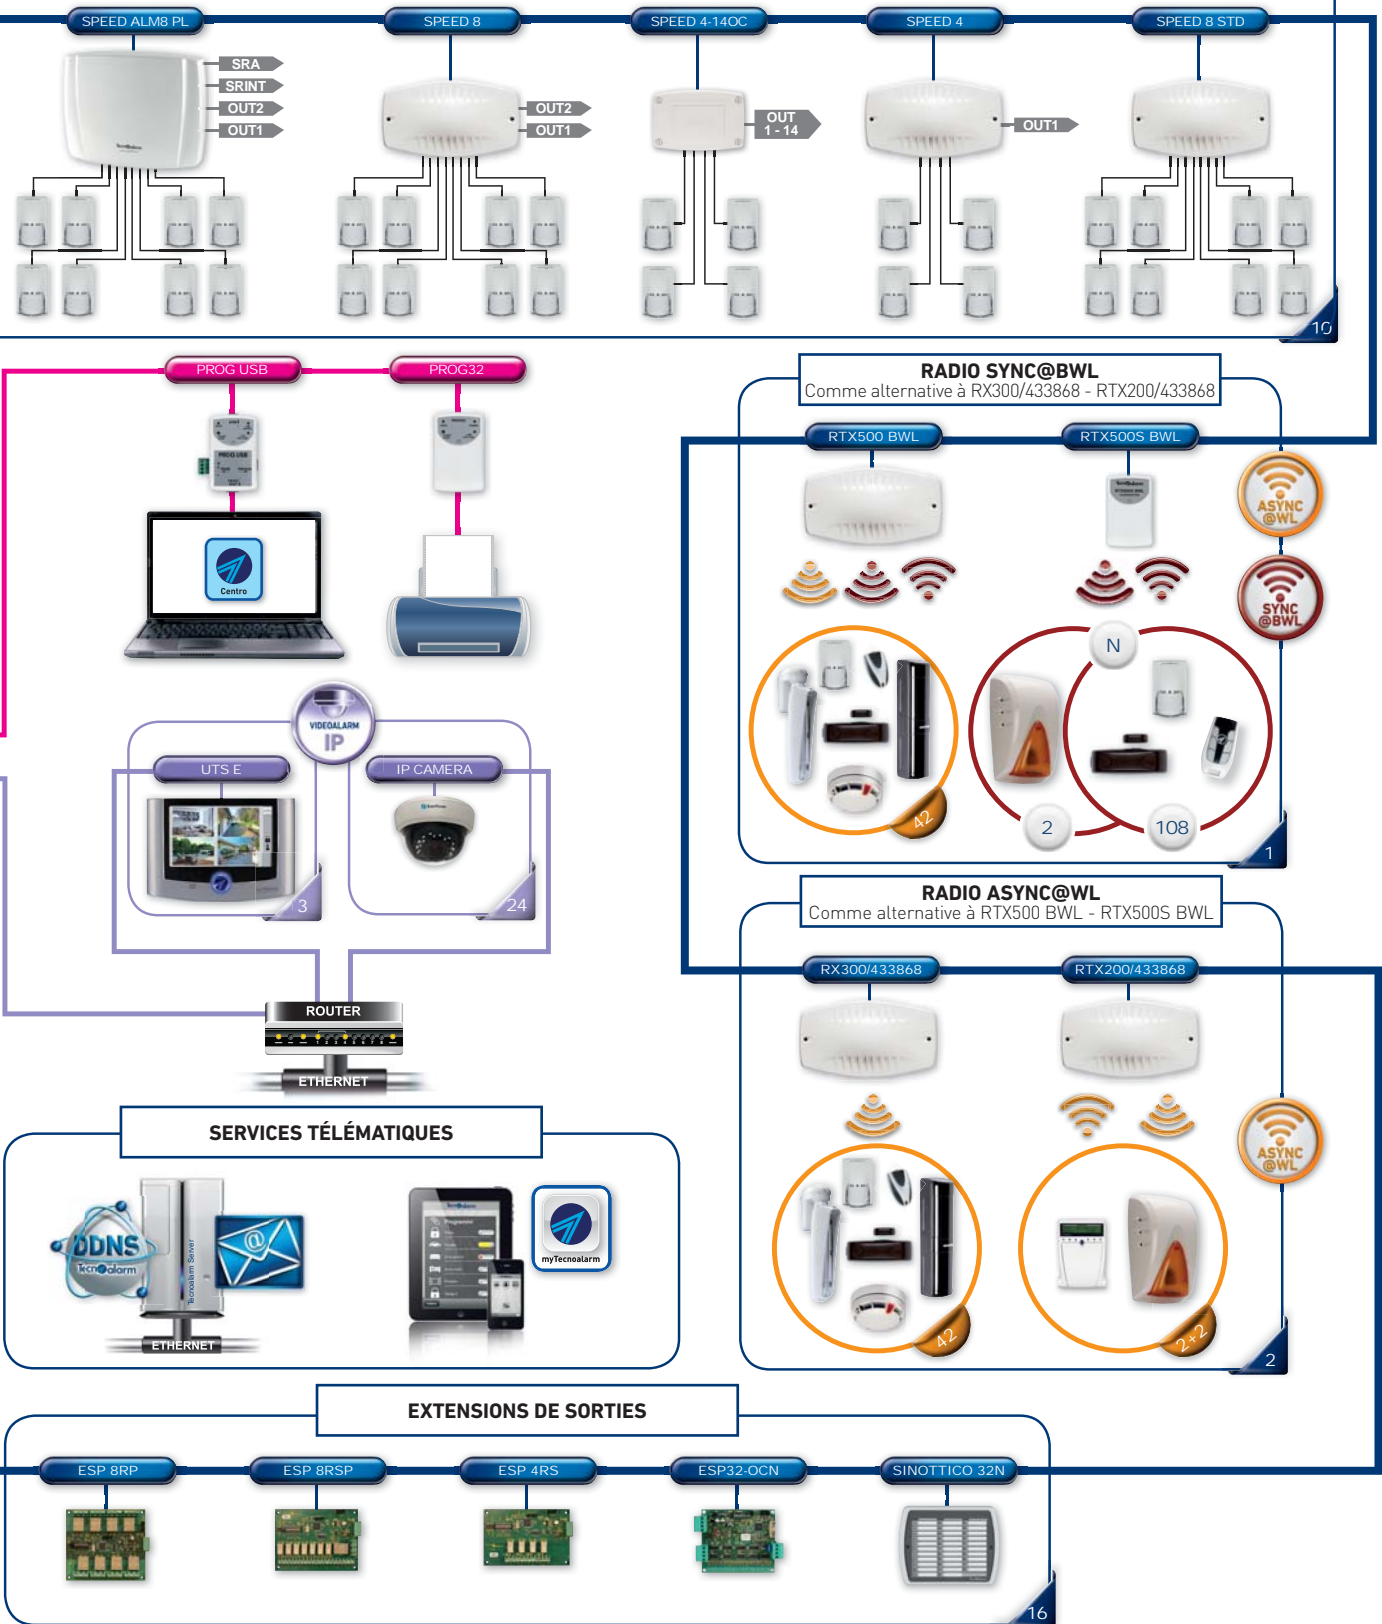 SPEED ALM8 PL
SPEED 8
SPEED 4-14OC
SPEED 4
SPEED 8 STD
SRA
SRINT
OUT2
OUT1
OUT2
OUT1
OUT
1 - 14
OUT1
10
PROG USB
PROG32
PROG USB
Centro
RADIO SYNC@BWL
Comme alternative à RX300/433868 - RTX200/433868
RTX500 BWL
RTX500S BWL
ASYNC
@WL
SYNC
@BWL
N
42
2
108
1
VIDEOALARM
IP
UTS E
IP CAMERA
3
24
ROUTER
ETHERNET
RADIO ASYNC@WL
Comme alternative à RTX500 BWL - RTX500S BWL
RX300/433868
RTX200/433868
ASYNC
@WL
42
2+2
2
SERVICES TÉLÉMATIQUES
DDNS
Tecnoalarm
Tecnoalarm Server
@
ETHERNET
myTecnoalarm
EXTENSIONS DE SORTIES
ESP 8RP
ESP 8RSP
ESP 4RS
ESP32-OCN
SINOTTICO 32N
16